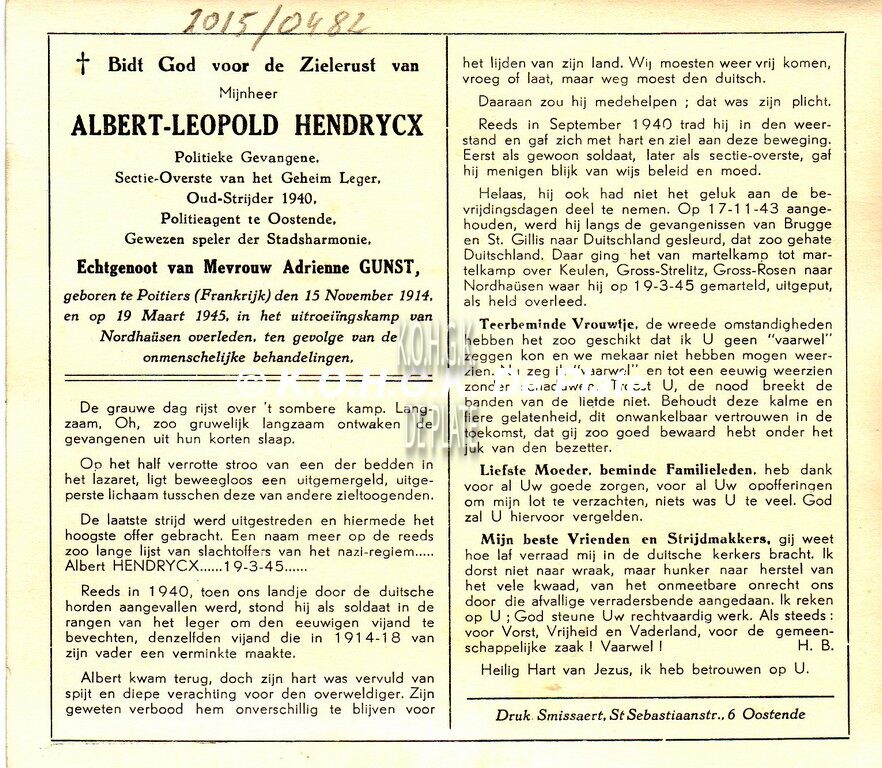 2015/0482
† Bidt God voor de Zielerust van
Mijnheer
ALBERT-LEOPOLD HENDRYCX
Politieke Gevangene,
Sectie-Overste van het Geheim Leger,
Oud-Strijder 1940,
Politieagent te Oostende,
Gewezen speler der Stadsharmonie,
Echtgenoot van Mevrouw Adrienne GUNST,
geboren te Poitiers (Frankrijk) den 15 November 1914,
en op 19 Maart 1945, in het uitroeiïngskamp van
Nordhaüsen overleden, ten gevolge van de
onmenschelijke behandelingen,
De grauwe dag rijst over 't sombere kamp. Lang-
zaam, Oh, zoo gruwelijk langzaam ontwaken de
gevangenen uit hun korten slaap.
Op het half verrotte stroo van een der bedden in
het lazaret, ligt beweegloos een uitgemergeld, uitge-
perste lichaam tusschen deze van andere zieltoogenden.
De laatste strijd werd uitgestreden en hiermede het
hoogste offer gebracht. Een naam meer op de reeds
zoo lange lijst van slachtoffers van het nazi-regiem.....
Albert HENDRYCX......19-3-45......
Reeds in 1940, toen ons landje door de duitsche
horden aangevallen werd, stond hij als soldaat in de
rangen van het leger om den eeuwigen vijand te
bevechten, denzelfden vijand die in 1914-18 van
zijn vader een verminkte maakte.
Albert kwam terug, doch zijn hart was vervuld van
spijt en diepe verachting voor den overweldiger. Zijn
geweten verbood hem onverschillig te blijven voor
het lijden van zijn land. Wij moesten weer vrij komen,
vroeg of laat, maar weg moest den duitsch.
Daaraan zou hij medehelpen ; dat was zijn plicht.
Reeds in September 1940 trad hij in den weer-
stand en gaf zich met hart en ziel aan deze beweging.
Eerst als gewoon soldaat, later als sectie-overste, gaf
hij menigen blijk van wijs beleid en moed.
Helaas, hij ook had niet het geluk aan de be-
vrijdingsdagen deel te nemen. Op 17-11-43 aange-
houden, werd hij langs de gevangenissen van Brugge
en St. Gillis naar Duitschland gesleurd, dat zoo gehate
Duitschland. Daar ging het van martelkamp tot mar-
telkamp over Keulen, Gross-Strelitz, Gross-Rosen naar
Nordhaüsen waar hij op 19-3-45 gemarteld, uitgeput,
als held overleed.
Teerbeminde Vrouwtje, de wreede omstandigheden
hebben het zoo geschikt dat ik U geen "vaarwel"
zeggen kon en we mekaar niet hebben mogen weer-
zien. zeg ik "vaarwel" en tot een eeuwig weerzien
U, de nood breekt de
banden van de liefde niet. Behoudt deze kalme en
fiere gelatenheid, dit onwankelbaar vertrouwen in de
toekomst, dat gij zoo goed bewaard hebt onder het
juk van den bezetter.
Liefste Moeder, beminde Familieleden, heb dank
voor al Uw goede zorgen, voor al Uw opofferingen
om mijn lot te verzachten, niets was U te veel. God
zal U hiervoor vergelden.
Mijn beste Vrienden en Strijdmakkers, gij weet
hoe laf verraad mij in de duitsche kerkers bracht. Ik
dorst niet naar wraak, maar hunker naar herstel van
het vele kwaad, van het onmeetbare onrecht ons
door die afvallige verradersbende aangedaan. Ik reken
op U ; God steune Uw rechtvaardig werk. Als steeds :
voor Vorst, Vrijheid en Vaderland, voor de gemeen-
schappelijke zaak ! Vaarwel ! H. B.
Heilig Hart van Jezus, ik heb betrouwen op U.
Druk Smissaert, St Sebastiaanstr., 6 Oostende
K.O.H.G.K
DE PLATE